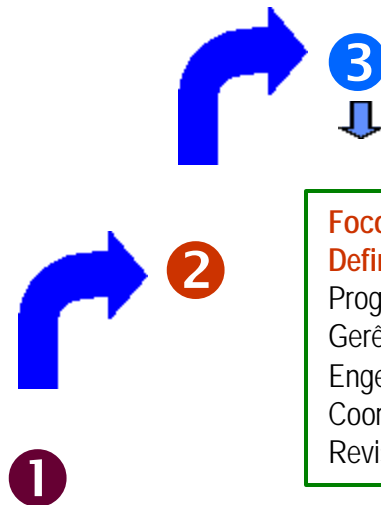 3
Foco
Defin
Prog
Gerê
2
Enge
Coor
Revi
1